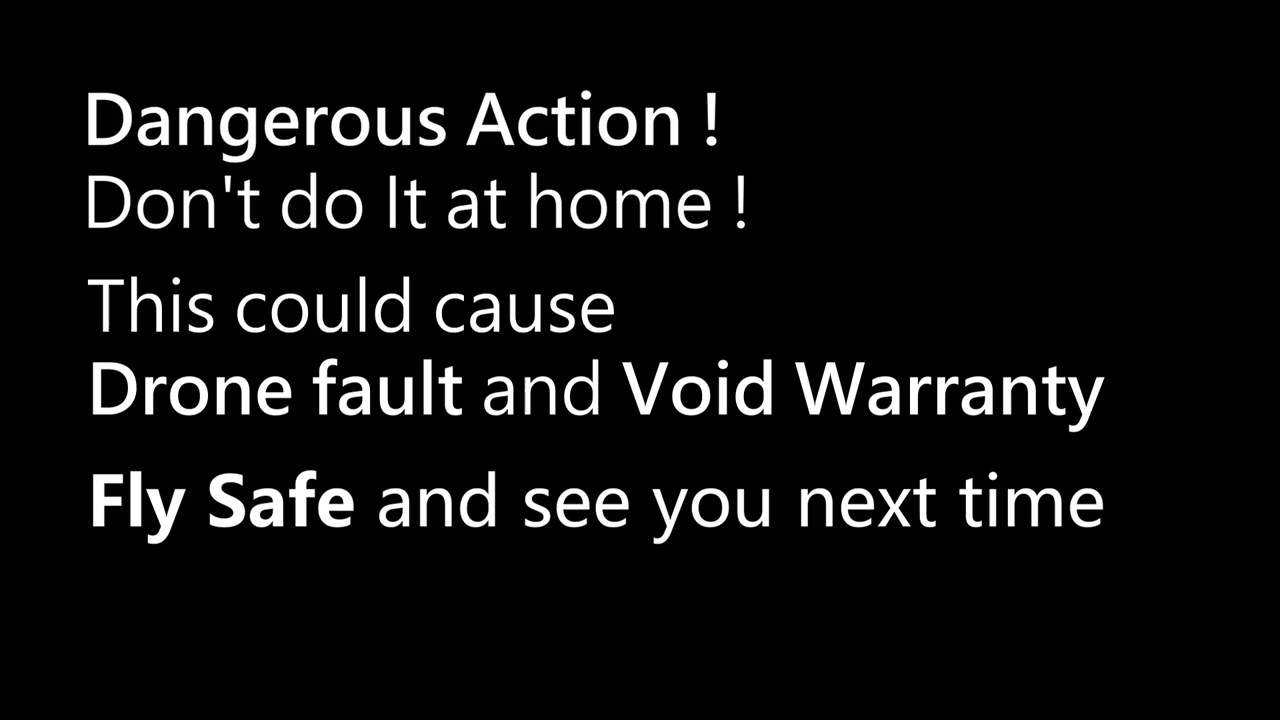 Dangerous Action !
Don't do It at home !
This could cause
Drone fault and Void Warranty
Fly Safe and see you next time